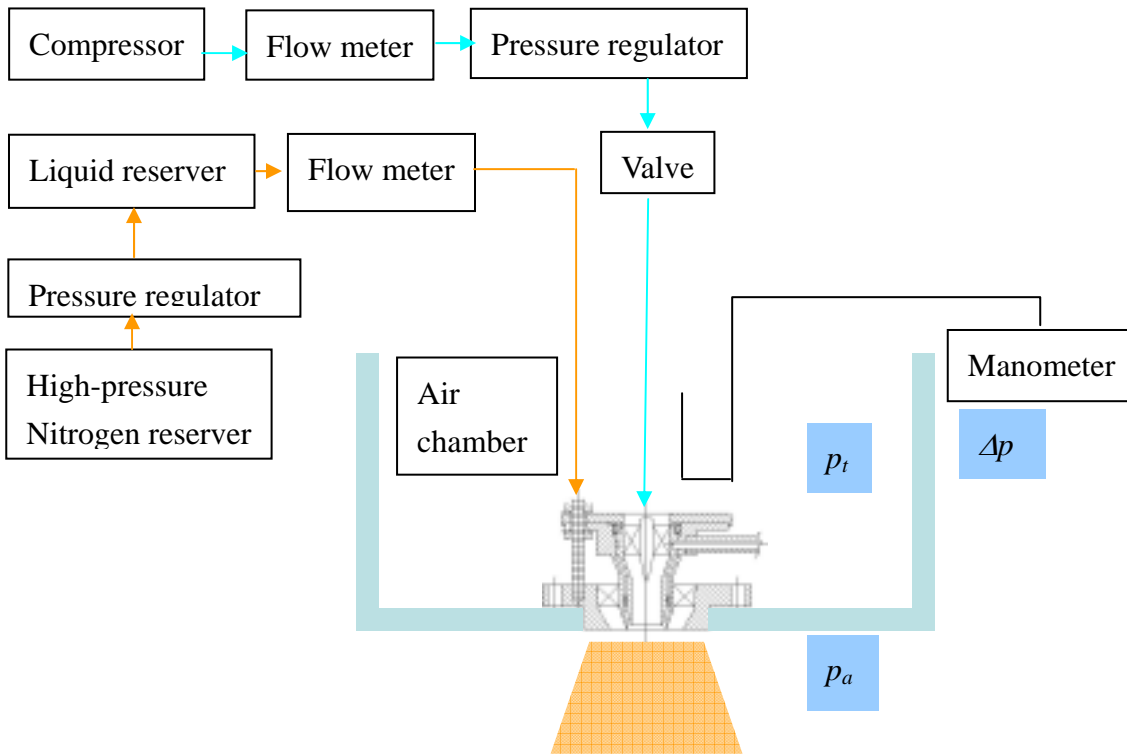 Compressor
Flow meter
Pressure regulator
Liquid reserver
Flow meter
Valve
Pressure regulator
High-pressure
Nitrogen reserver
Air
chamber
Manometer
pt
Δp
pa